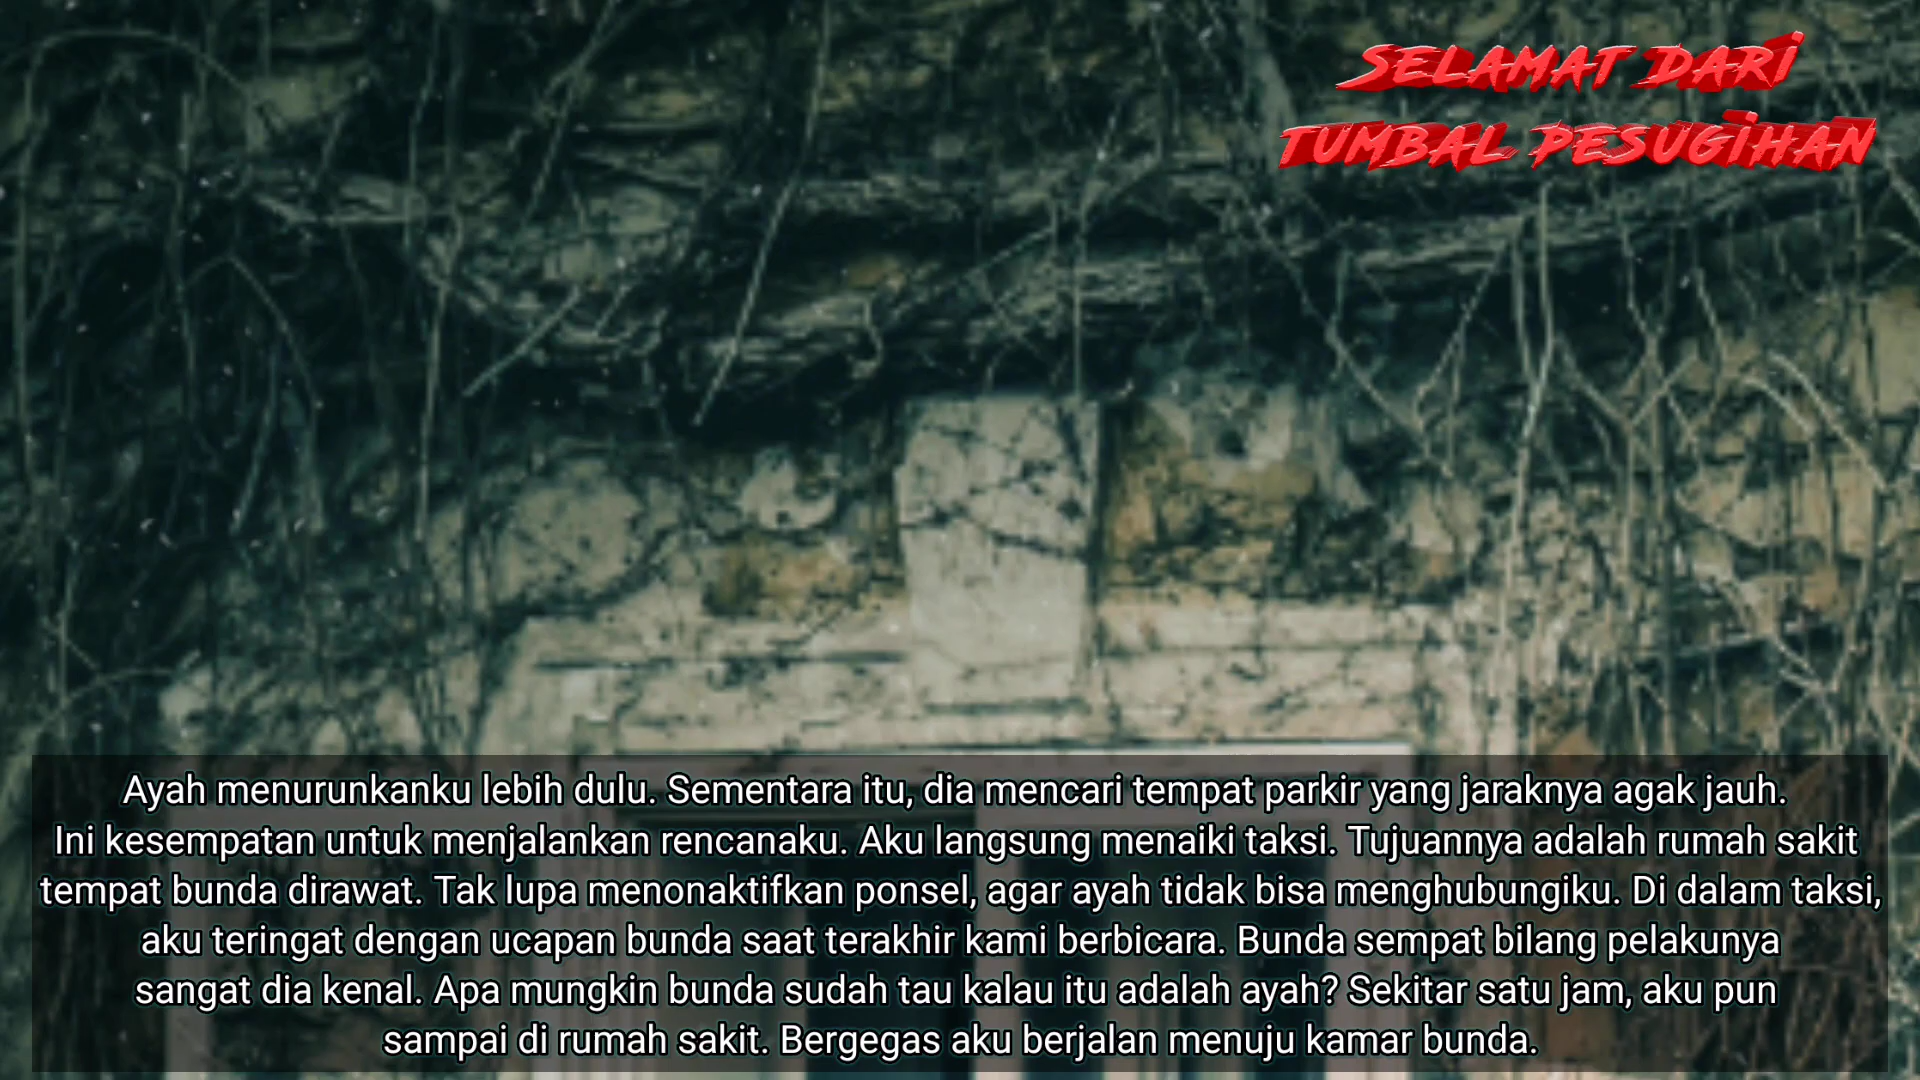 SELAMAT DARI
TUMBAL PESUGIHAN
Ayah menurunkanku lebih dulu. Sementara itu, dia mencari tempat parkir yang jaraknya agak jauh.
Ini kesempatan untuk menjalankan rencanaku. Aku langsung menaiki taksi. Tujuannya adalah rumah sakit
tempat bunda dirawat. Tak lupa menonaktifkan ponsel, agar ayah tidak bisa menghubungiku. Di dalam taksi,
aku teringat dengan ucapan bunda saat terakhir kami berbicara. Bunda sempat bilang pelakunya
sangat dia kenal. Apa mungkin bunda sudah tau kalau itu adalah ayah? Sekitar satu jam, aku pun
sampai di rumah sakit. Bergegas aku berjalan menuju kamar bunda.